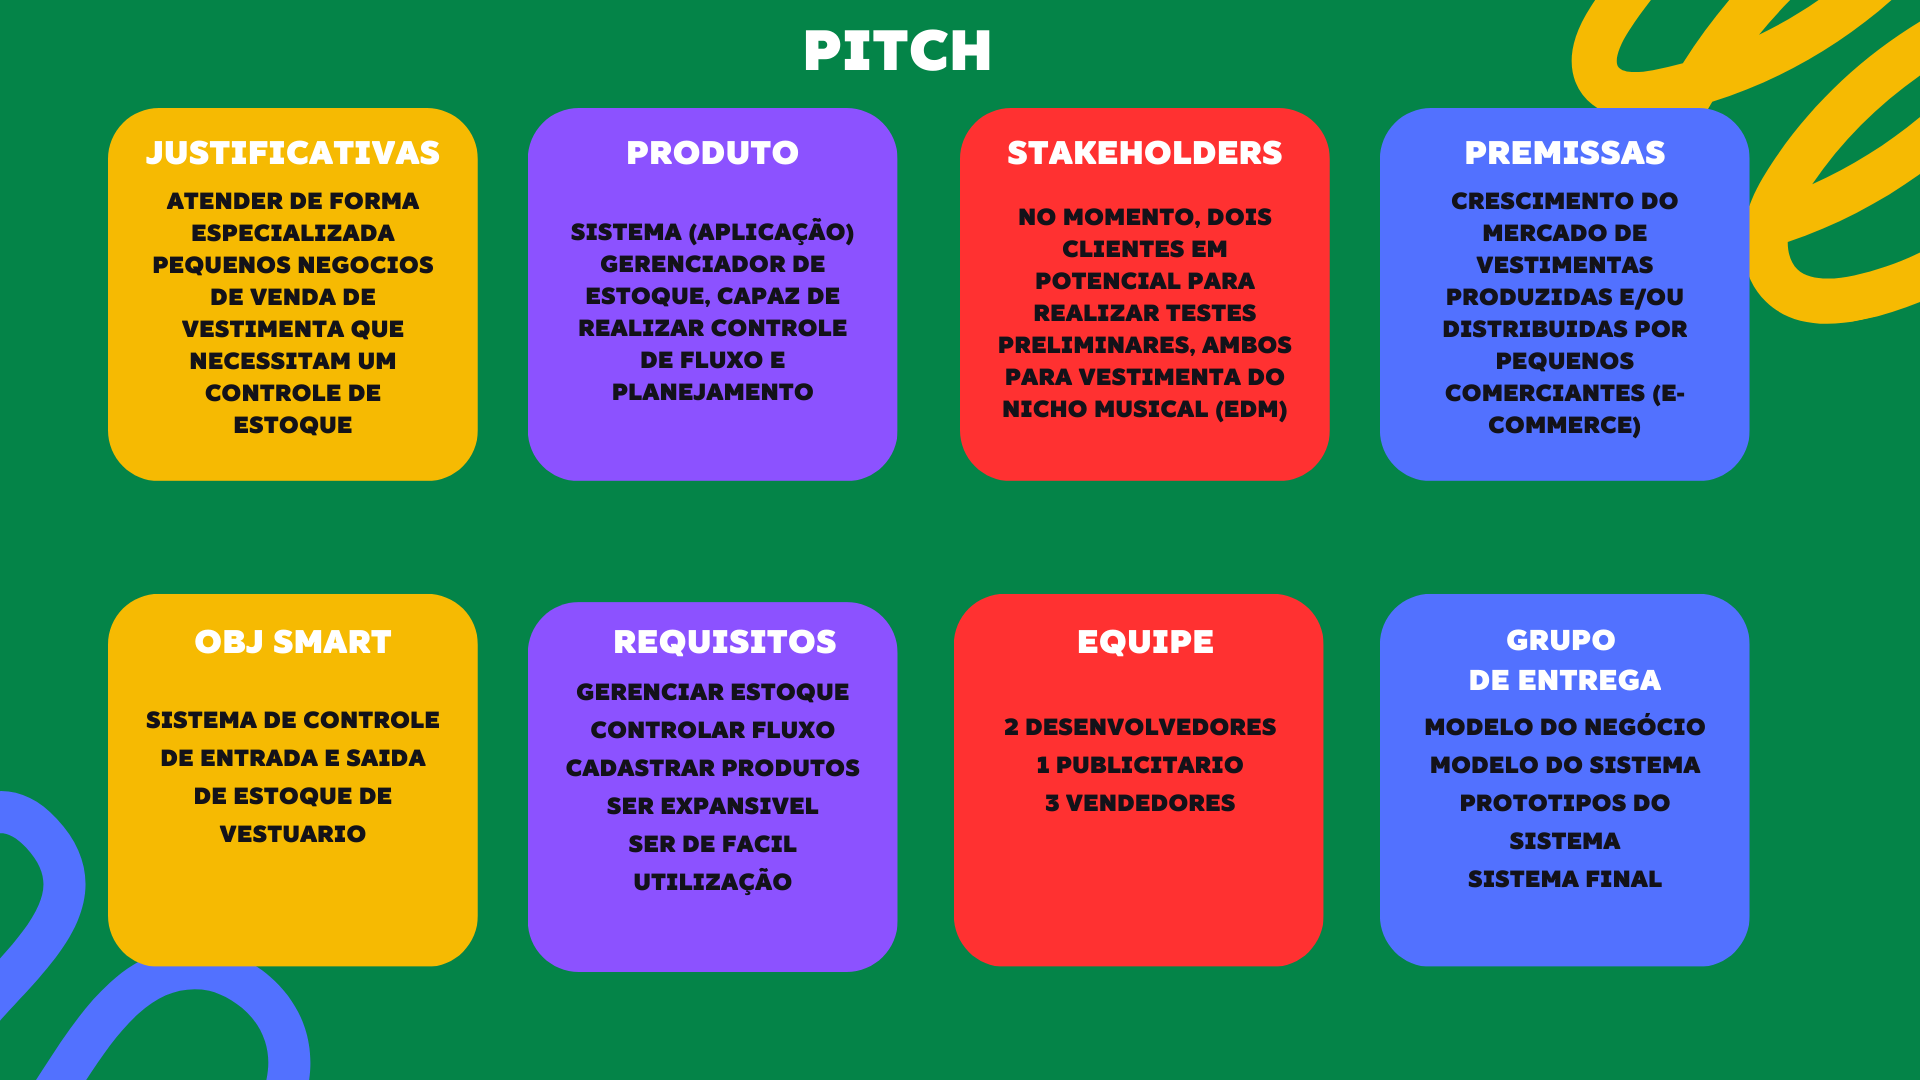 PITCH
JUSTIFICATIVAS
ATENDER DE FORMA
ESPECIALIZADA
PEQUENOS NEGOCIOS
DE VENDA DE
VESTIMENTA QUE
NECESSITAM UM
CONTROLE DE
ESTOQUE
PRODUTO
SISTEMA (APLICAÇÃO)
GERENCIADOR DE
ESTOQUE, CAPAZ DE
REALIZAR CONTROLE
DE FLUXO E
PLANEJAMENTO
STAKEHOLDERS
NO MOMENTO, DOIS
CLIENTES EM
POTENCIAL PARA
REALIZAR TESTES
PRELIMINARES, AMBOS
PARA VESTIMENTA DO
NICHO MUSICAL (EDM)
PREMISSAS
CRESCIMENTO DO
MERCADO DE
VESTIMENTAS
PRODUZIDAS E/OU
DISTRIBUIDAS POR
PEQUENOS
COMERCIANTES (E-
COMMERCE)
OBJ SMART
SISTEMA DE CONTROLE
DE ENTRADA E SAIDA
DE ESTOQUE DE
VESTUARIO
REQUISITOS
GERENCIAR ESTOQUE
CONTROLAR FLUXO
CADASTRAR PRODUTOS
SER EXPANSIVEL
SER DE FACIL
UTILIZAÇÃO
EQUIPE
2 DESENVOLVEDORES
1 PUBLICITARIO
3 VENDEDORES
GRUPO
DE ENTREGA
MODELO DO NEGÓCIO
MODELO DO SISTEMA
PROTOTIPOS DO
SISTEMA
SISTEMA FINAL